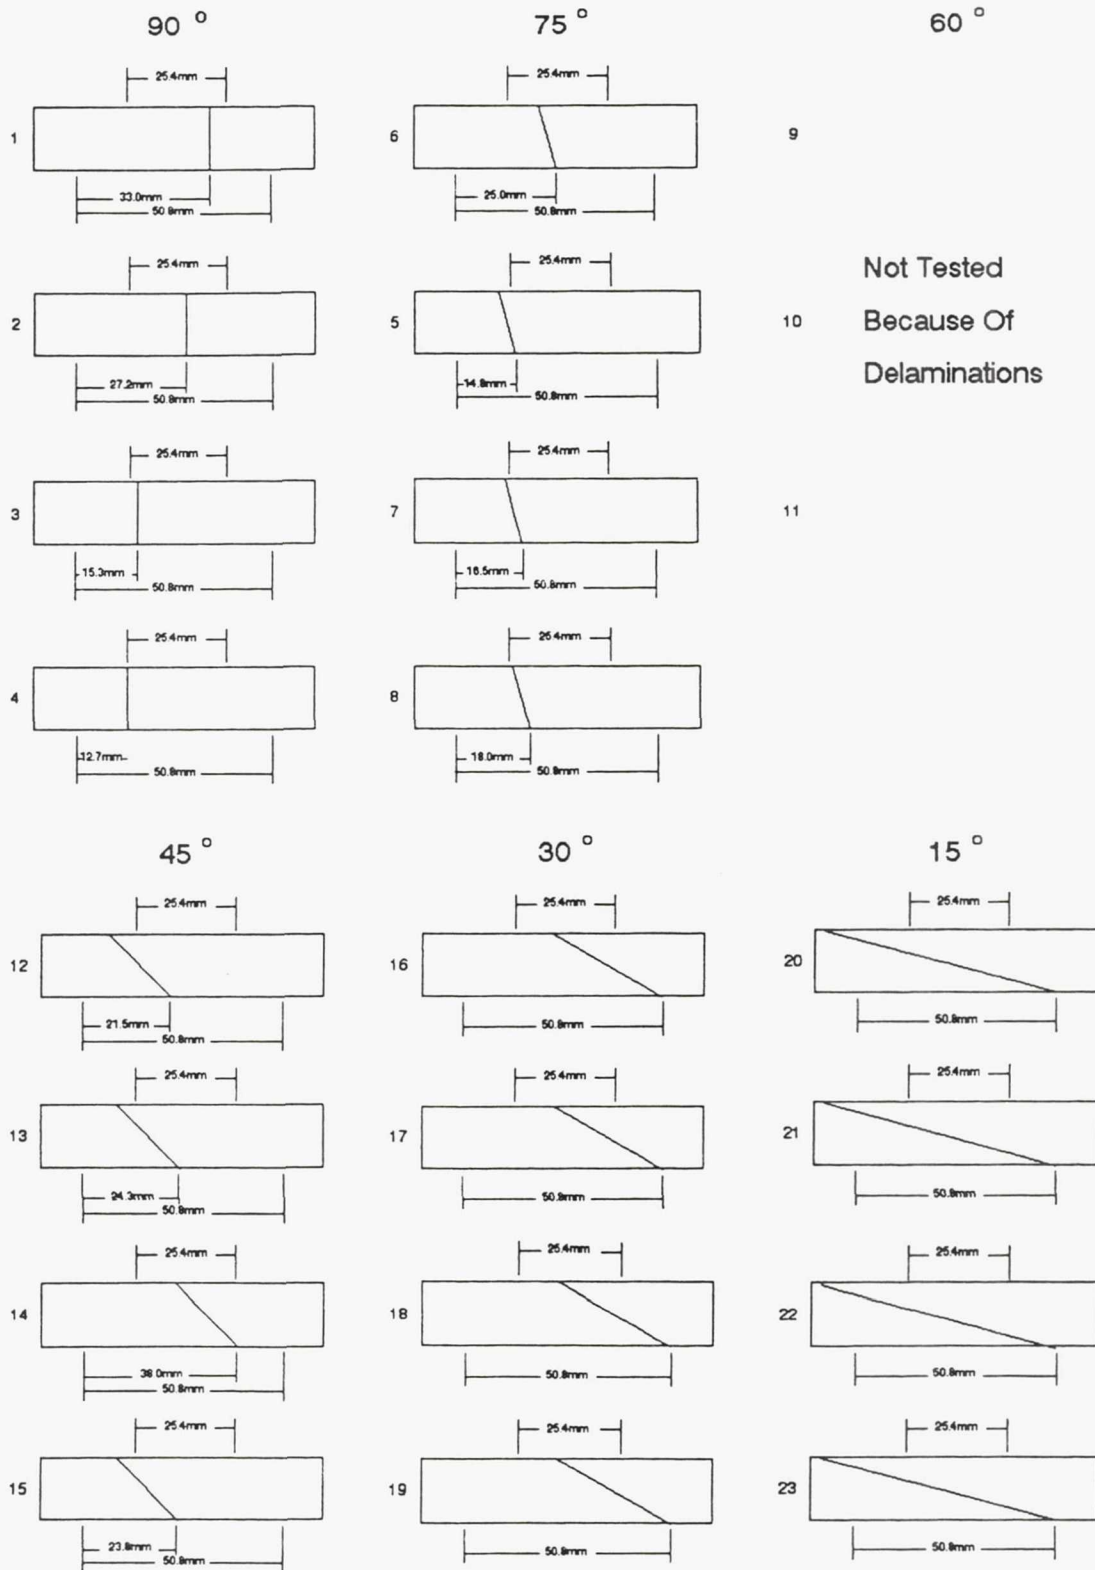 90 °
75 °
60 °
1
25.4mm
33.0mm
50.8mm
6
25.4mm
25.0mm
50.8mm
9
2
25.4mm
27.2mm
50.8mm
5
25.4mm
14.8mm
50.8mm
10
Not Tested
Because Of
Delaminations
3
25.4mm
15.3mm
50.8mm
7
25.4mm
16.5mm
50.8mm
11
4
25.4mm
12.7mm
50.8mm
8
25.4mm
18.0mm
50.8mm
45 °
30 °
15 °
12
25.4mm
21.5mm
50.8mm
16
25.4mm
50.8mm
20
25.4mm
50.8mm
13
25.4mm
24.3mm
50.8mm
17
25.4mm
50.8mm
21
25.4mm
50.8mm
14
25.4mm
38.0mm
50.8mm
18
25.4mm
50.8mm
22
25.4mm
50.8mm
15
25.4mm
23.8mm
50.8mm
19
25.4mm
50.8mm
23
25.4mm
50.8mm